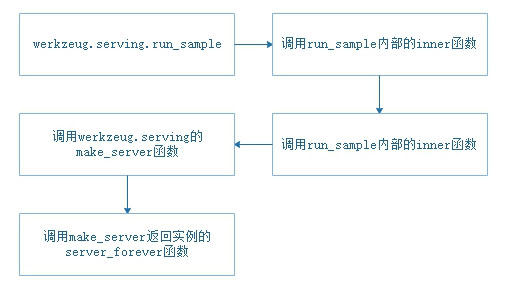 werkzeug.serving.run_sample
调用run_sample内部的inner函数
调用run_sample内部的inner函数
调用werkzeug.serving的
make_server函数
调用make_server返回实例的
server_forever函数